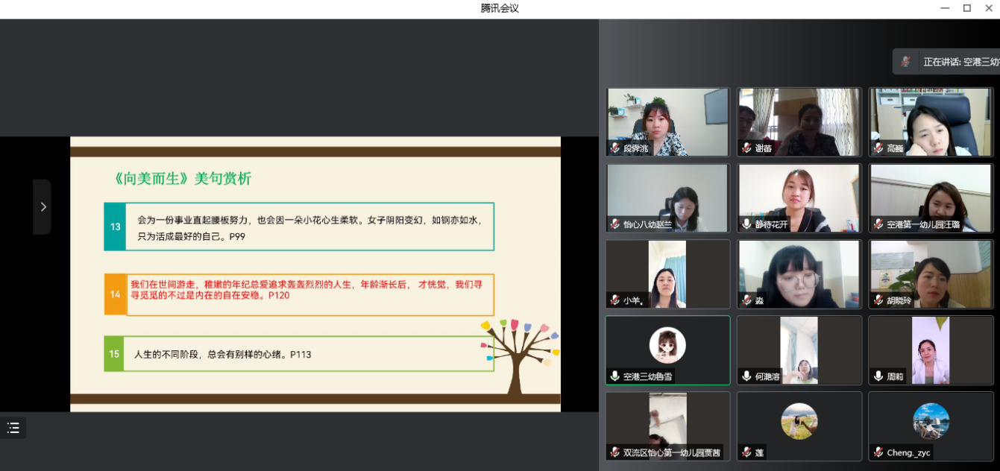 腾讯会议
正在讲话: 空港三幼
《向美而生》美句赏析
13
会为一份事业直起腰板努力，也会因一朵小花心生柔软。女子阴阳变幻，如钢亦如水，
只为活成最好的自己。P99
14
我们在世间游走，稚嫩的年纪总爱追求轰轰烈烈的人生，年龄渐长后， 才恍觉，我们寻
寻觅觅的不过是内在的自在安稳。P120
15
人生的不同阶段，总会有别样的心绪。P113
段霁洮
谢苗
高巍
怡心八幼赵兰
静待花开
空港第一幼儿园汪璐
小羊。
淼
胡晓玲
空港三幼鲁雪
何滟溶
周莉
双流区怡心第一幼儿园贾茜
莲
Cheng._zyc